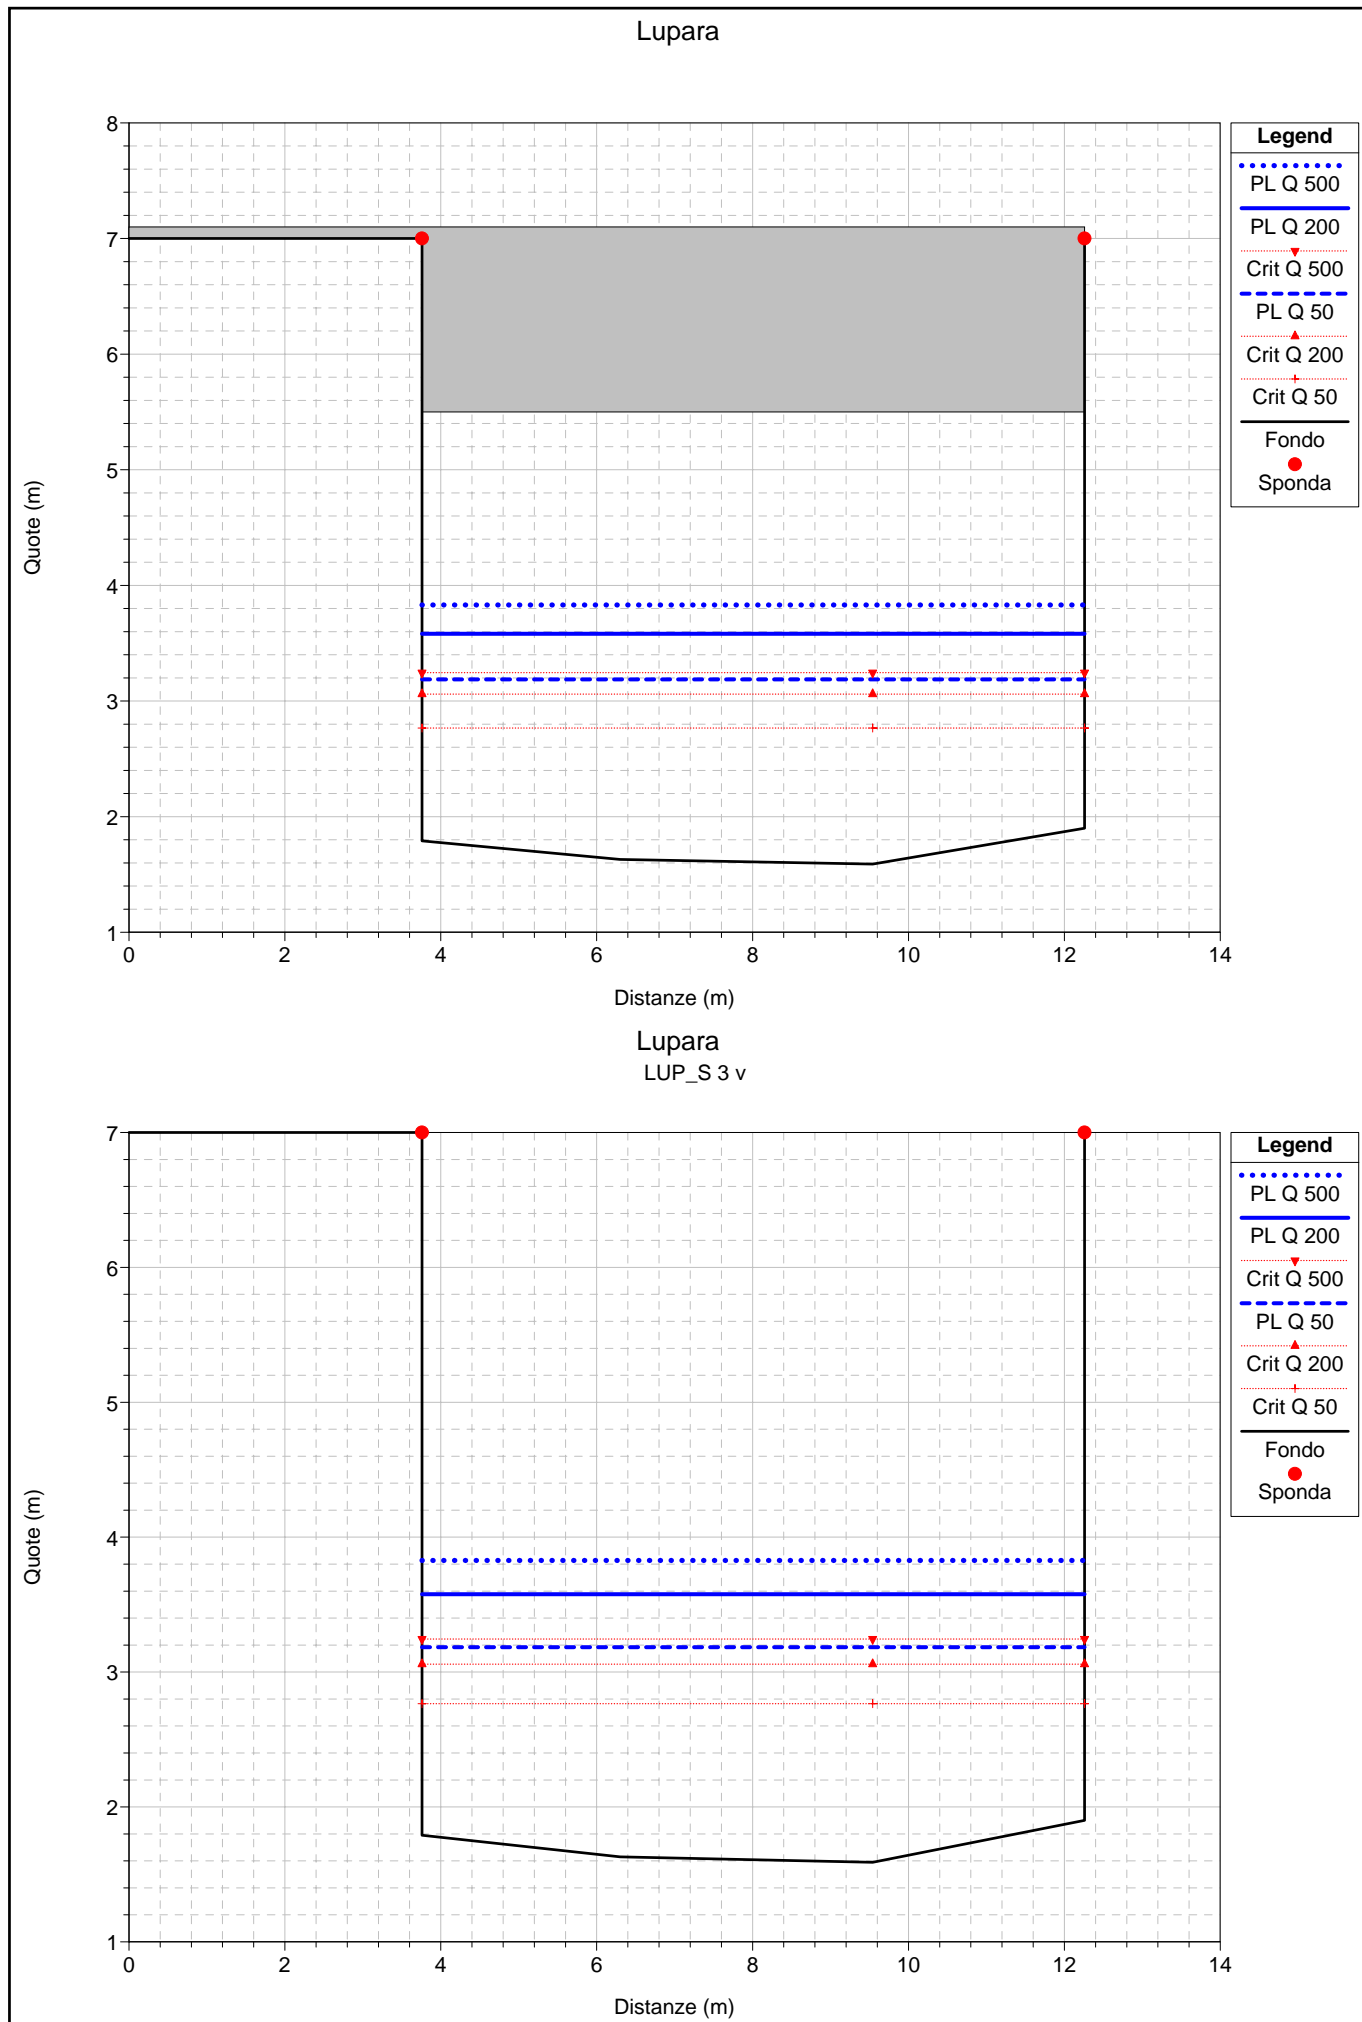 Lupara
8
7
6
5
4
3
2
1
0
2
4
6
8
10
12
14
Quote (m)
Distanze (m)
Legend
PL Q 500
PL Q 200
Crit Q 500
PL Q 50
Crit Q 200
Crit Q 50
Fondo
Sponda
Lupara
LUP_S 3 v
7
6
5
4
3
2
1
0
2
4
6
8
10
12
14
Quote (m)
Distanze (m)
Legend
PL Q 500
PL Q 200
Crit Q 500
PL Q 50
Crit Q 200
Crit Q 50
Fondo
Sponda